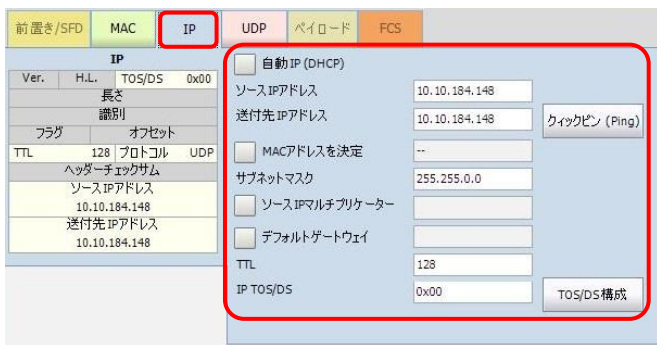 前置き/SFD MAC IP UDP ペイロード FCS
IP
Ver. H.L. TOS/DS 0x00
長さ
識別
フラグ オフセット
TTL 128 プロトコル UDP
ヘッダーチェックサム
ソースIPアドレス
10.10.184.148
送付先IPアドレス
10.10.184.148
自動IP(DHCP)
ソースIPアドレス 10.10.184.148
送付先IPアドレス 10.10.184.148 クィックピン (Ping)
MACアドレスを決定 --
サブネットマスク 255.255.0.0
ソースIPマルチプリケーター
デフォルトゲートウェイ
TTL 128
IP TOS/DS 0x00 TOS/DS構成